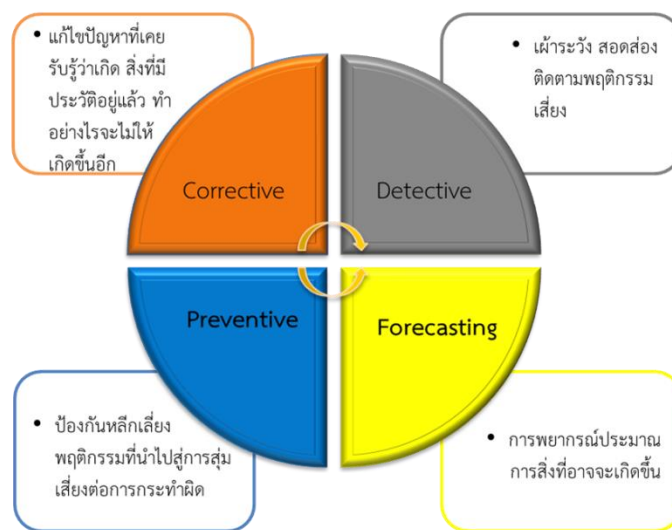 • แก้ไขปัญหาที่เคย
รับรู้ว่าเกิด สิ่งที่มี
ประวัติอยู่แล้ว ทำ
อย่างไรจะไม่ให้
เกิดขึ้นอีก
• เฝ้าระวัง สอดส่อง
ติดตามพฤติกรรม
เสี่ยง
Corrective
Detective
Preventive
Forecasting
• ป้องกันหลีกเลี่ยง
พฤติกรรมที่นำไปสู่การสุ่ม
เสี่ยงต่อการกระทำผิด
• การพยากรณ์ประมาณ
การสิ่งที่อาจจะเกิดขึ้น